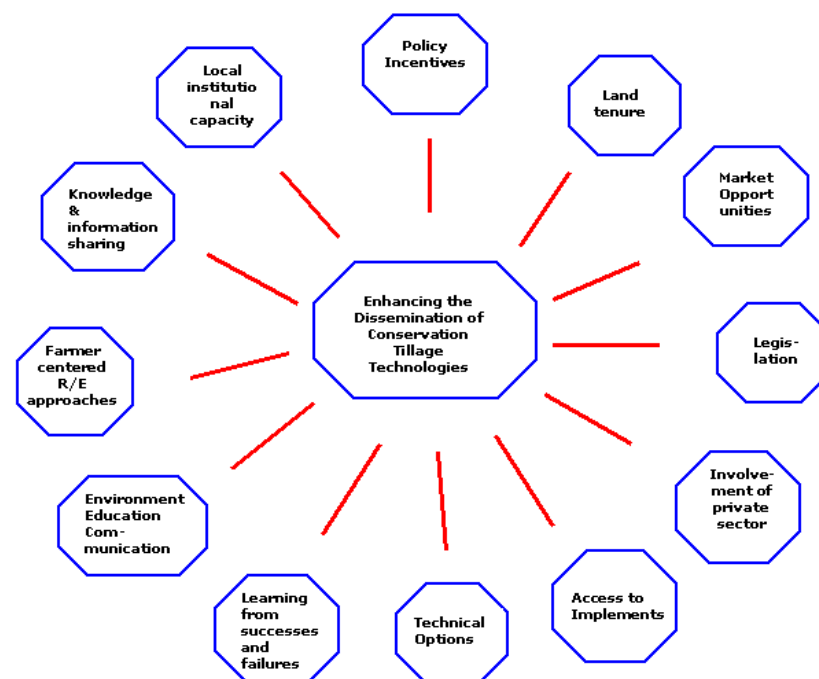 Policy
Incentives
Local
institutio
nal
capacity
Land
tenure
Market
Opport
unities
Knowledge
&
information
sharing
Enhancing the
Dissemination of
Conservation
Tillage
Technologies
Legis-
lation
Farmer
centered
R/E
approaches
Involve-
ment of
private
sector
Environment
Education
Com-
munication
Access to
Implements
Learning
from
successes
and
failures
Technical
Options